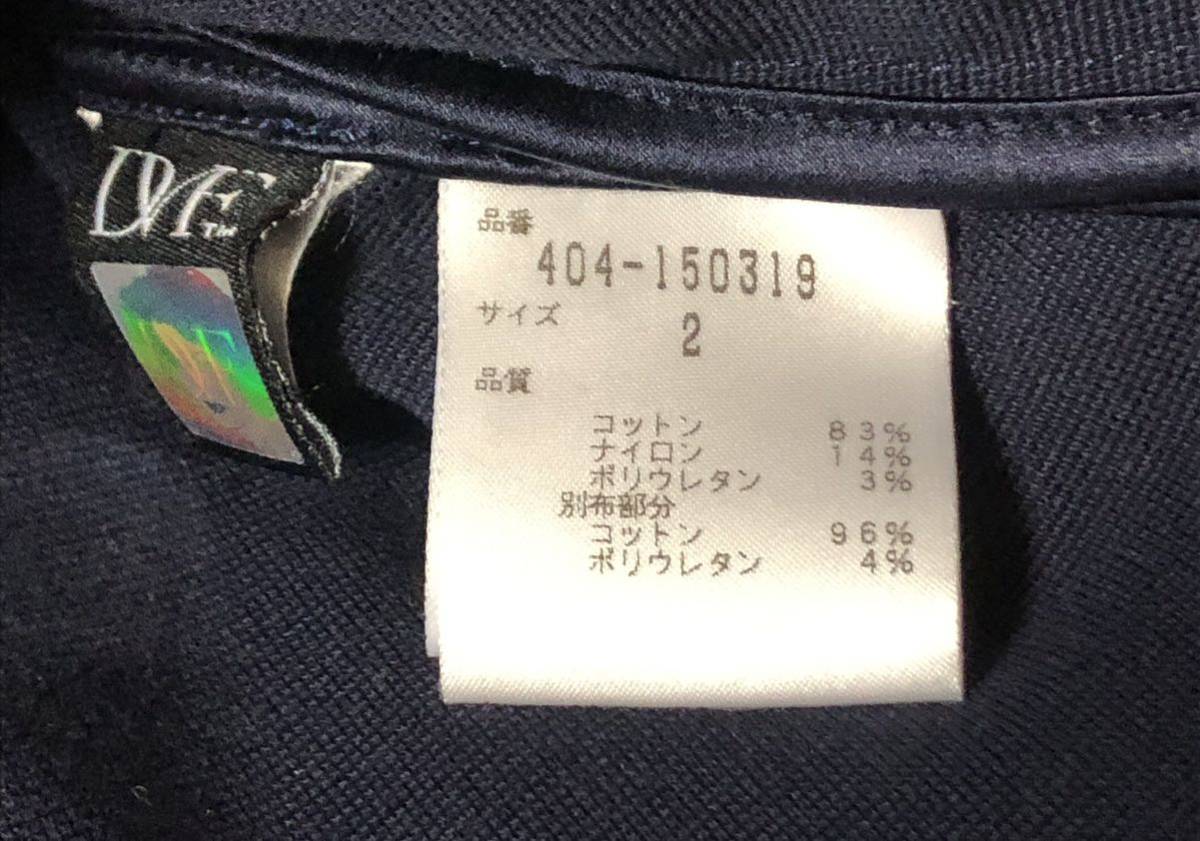 DVF™
品番
404-150319
サイズ 2
品質
コットン 83%
ナイロン 14%
ポリウレタン 3%
別布部分
コットン 96%
ポリウレタン 4%